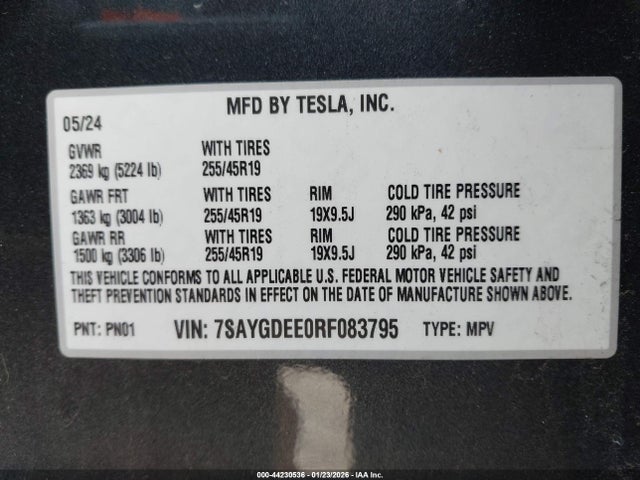 MFD BY TESLA, INC.
05/24
GVWR WITH TIRES
2369 kg (5224 lb) 255/45R19
GAWR FRT WITH TIRES RIM COLD TIRE PRESSURE
1363 kg (3004 lb) 255/45R19 19X9.5J 290 kPa, 42 psi
GAWR RR WITH TIRES RIM COLD TIRE PRESSURE
1500 kg (3306 lb) 255/45R19 19X9.5J 290 kPa, 42 psi
THIS VEHICLE CONFORMS TO ALL APPLICABLE U.S. FEDERAL MOTOR VEHICLE SAFETY AND
THEFT PREVENTION STANDARDS IN EFFECT ON THE DATE OF MANUFACTURE SHOWN ABOVE.
PNT: PN01 VIN: 7SAYGDEE0RF083795 TYPE: MPV
000-44230536 - 01/23/2026 - IAA Inc.